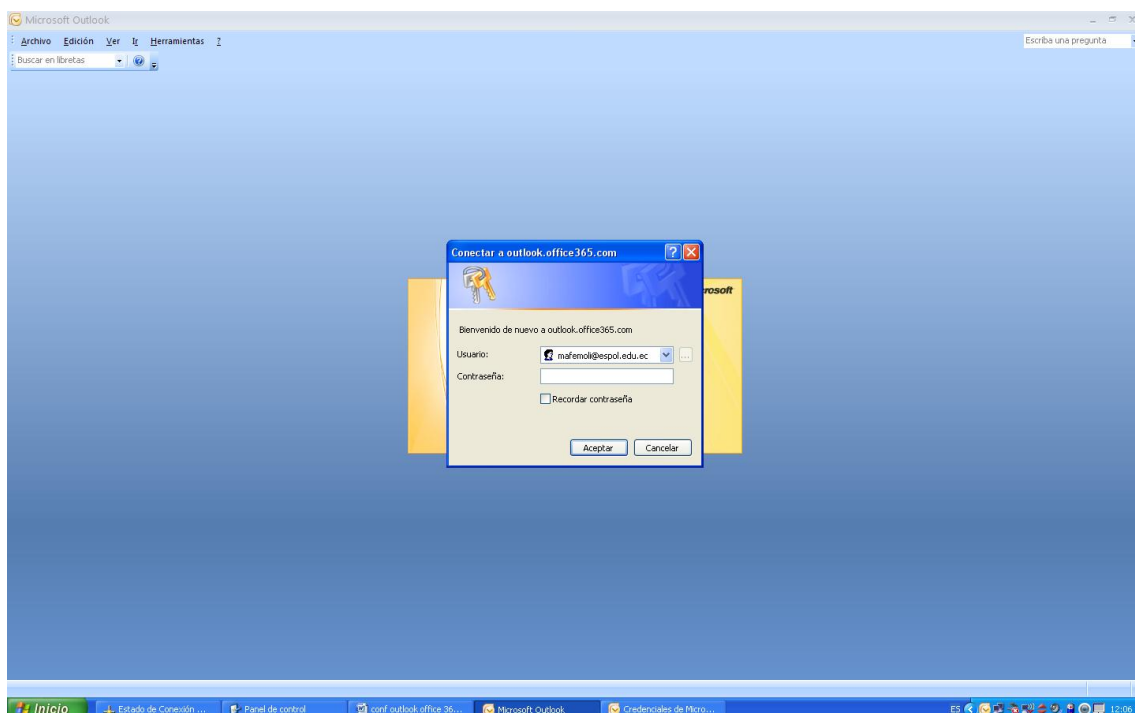 Microsoft Outlook
Archivo Edición Ver Ir Herramientas ?
Escriba una pregunta
Buscar en libretas
Conectar a outlook.office365.com
rosoft
Bienvenido de nuevo a outlook.office365.com
Usuario: mafemoli@espol.edu.ec
Contraseña:
Recordar contraseña
Aceptar Cancelar
Inicio Estado de Conexión ... Panel de control conf outlook office 36... Microsoft Outlook Credenciales de Micro... ES 12:06